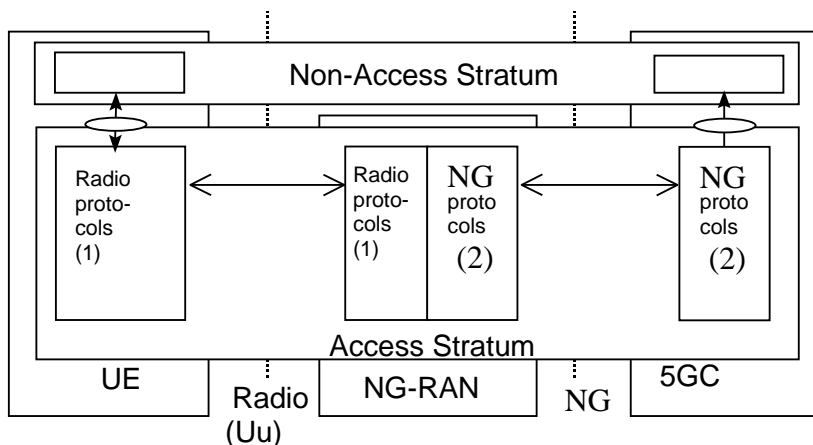 Non-Access Stratum
Radio
proto-
cols
(1)
Radio
proto-
cols
(1)
NG
proto
cols
(2)
NG
proto
cols
(2)
Access Stratum
UE
Radio
(Uu)
NG-RAN
NG
5GC